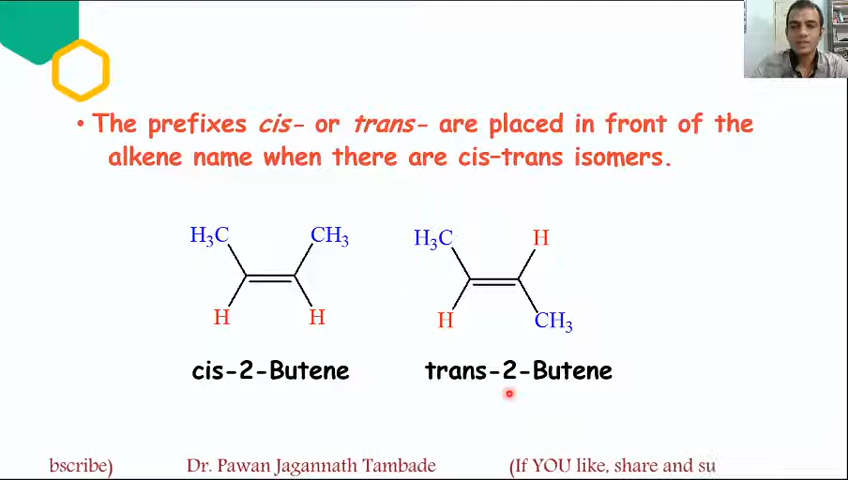 • The prefixes cis- or trans- are placed in front of the
alkene name when there are cis-trans isomers.
H₃C CH₃ H₃C H
H H H CH₃
cis-2-Butene trans-2-Butene
bscribe) Dr. Pawan Jagannath Tambade (If YOU like, share and su